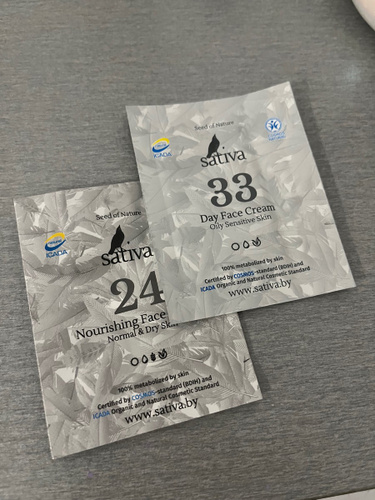 Seed of Nature
ICADA
sativa
33
Day Face Cream
Oily Sensitive Skin
100% metabolized by skin
Certified by COSMOS-standard (BDIH) and
ICADA Organic and Natural Cosmetic Standard
www.sativa.by
Seed of Nature
ICADA
sativa
24
Nourishing Face
Normal & Dry Skin
100% metabolized by skin
Certified by COSMOS-standard (BDIH) and
ICADA Organic and Natural Cosmetic Standard
www.sativa.by